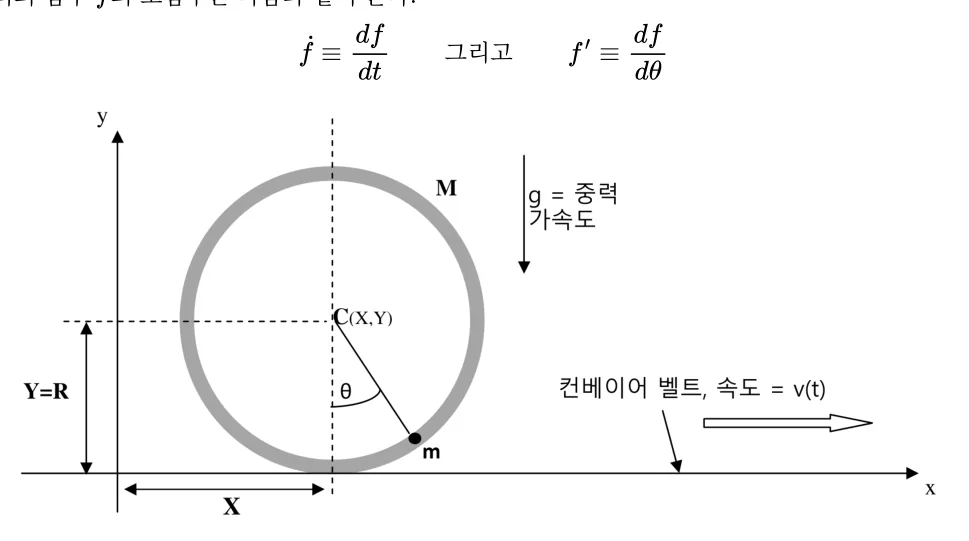 ḟ ≡ df/dt 그리고 f′ ≡ df/dθ
y
M
g = 중력
가속도
C(X,Y)
θ
Y=R
컨베이어 벨트, 속도 = v(t)
m
x
X